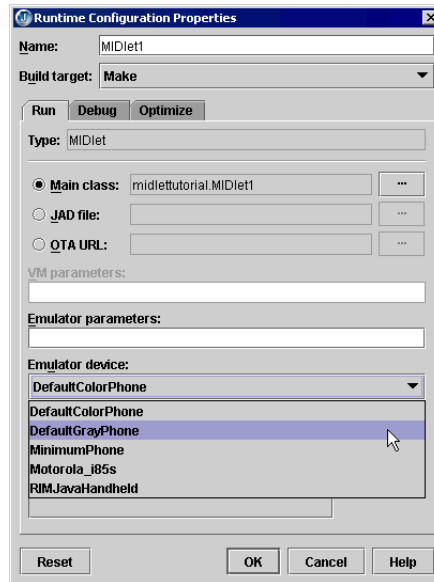 Runtime Configuration Properties
Name: MIDlet1
Build target: Make
Run Debug Optimize
Type: MIDlet
Main class: midlettutorial.MIDlet1 ...
JAD file: ...
OTA URL: ...
VM parameters:
Emulator parameters:
Emulator device:
DefaultColorPhone
DefaultColorPhone
DefaultGrayPhone
MinimumPhone
Motorola_i85s
RIMJavaHandheld
Reset OK Cancel Help